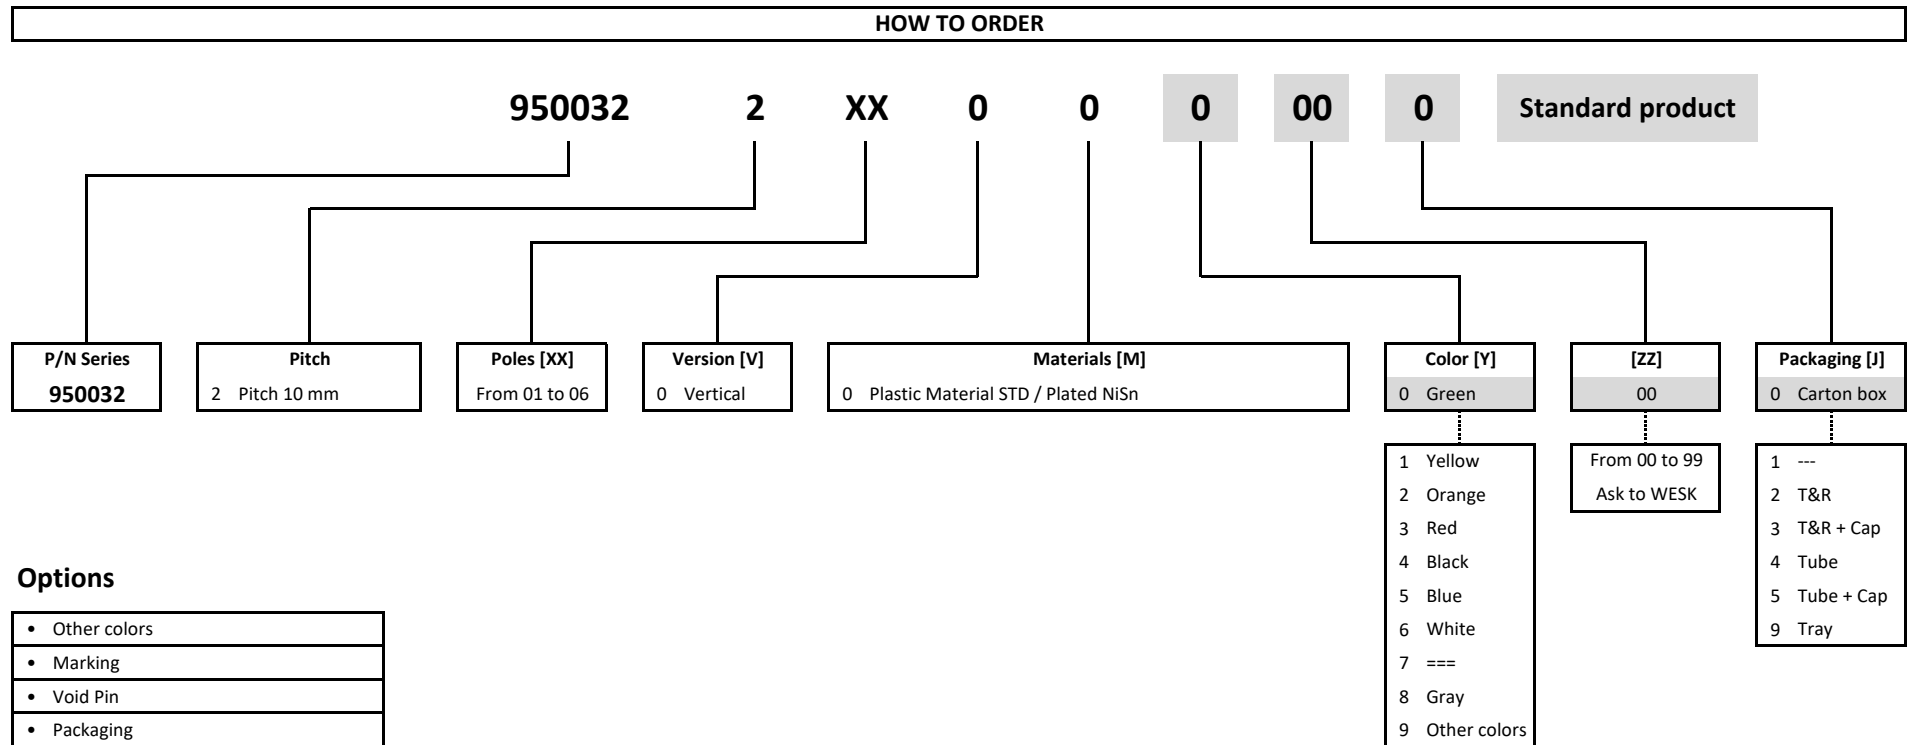 HOW TO ORDER
950032 2 XX 0 0 0 00 0 Standard product
P/N Series Pitch Poles [XX] Version [V] Materials [M] Color [Y] [ZZ] Packaging [J]
950032 2 Pitch 10 mm From 01 to 06 0 Vertical 0 Plastic Material STD / Plated NiSn 0 Green 00 0 Carton box
1 Yellow From 00 to 99 1 ---
2 Orange Ask to WESK 2 T&R
3 Red 3 T&R + Cap
4 Black 4 Tube
Options
5 Blue 5 Tube + Cap
• Other colors 6 White 9 Tray
• Marking 7 ===
• Void Pin 8 Gray
• Packaging 9 Other colors